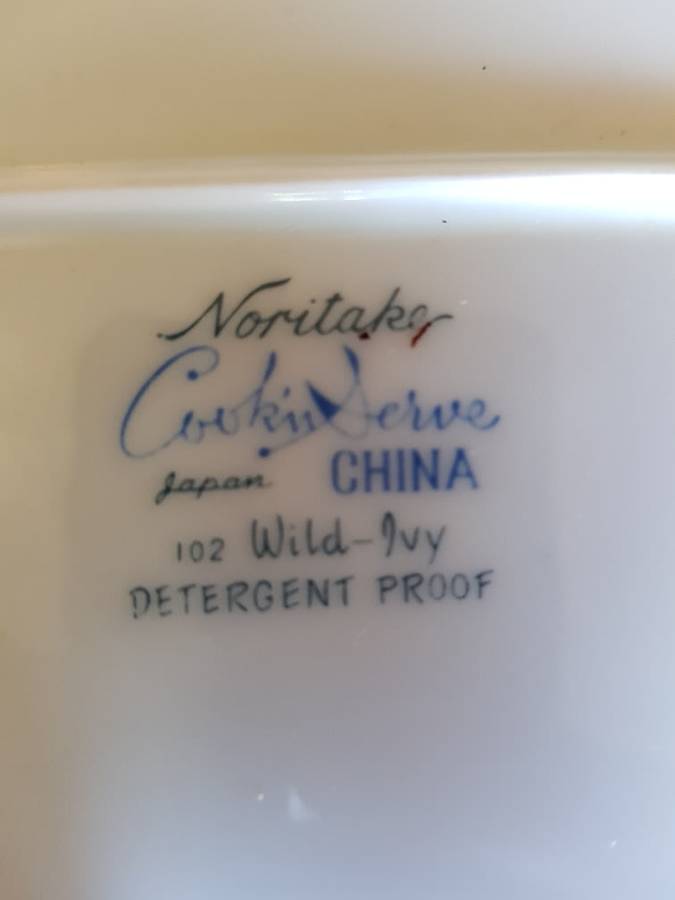 Noritake
Cook'n Serve
Japan CHINA
102 Wild-Ivy
DETERGENT PROOF